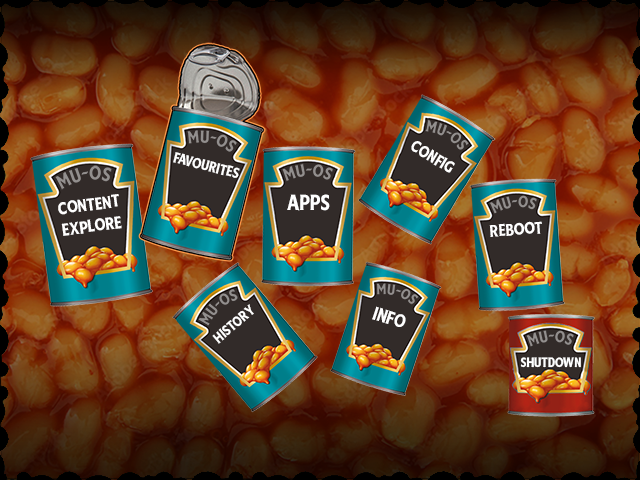 MU-OS
CONTENT
EXPLORE
MU-OS
FAVOURITES
MU-OS
APPS
MU-OS
CONFIG
MU-OS
REBOOT
MU-OS
HISTORY
MU-OS
INFO
MU-OS
SHUTDOWN